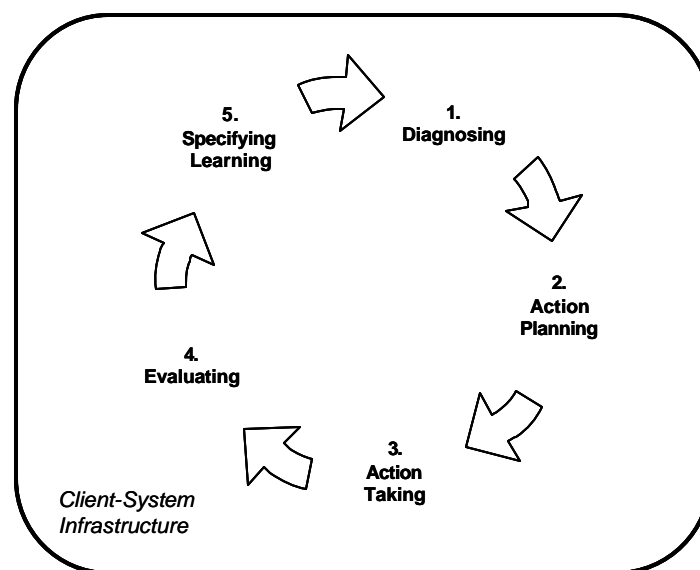 1.
Diagnosing
2.
Action
Planning
3.
Action
Taking
4.
Evaluating
5.
Specifying
Learning
Client-System
Infrastructure